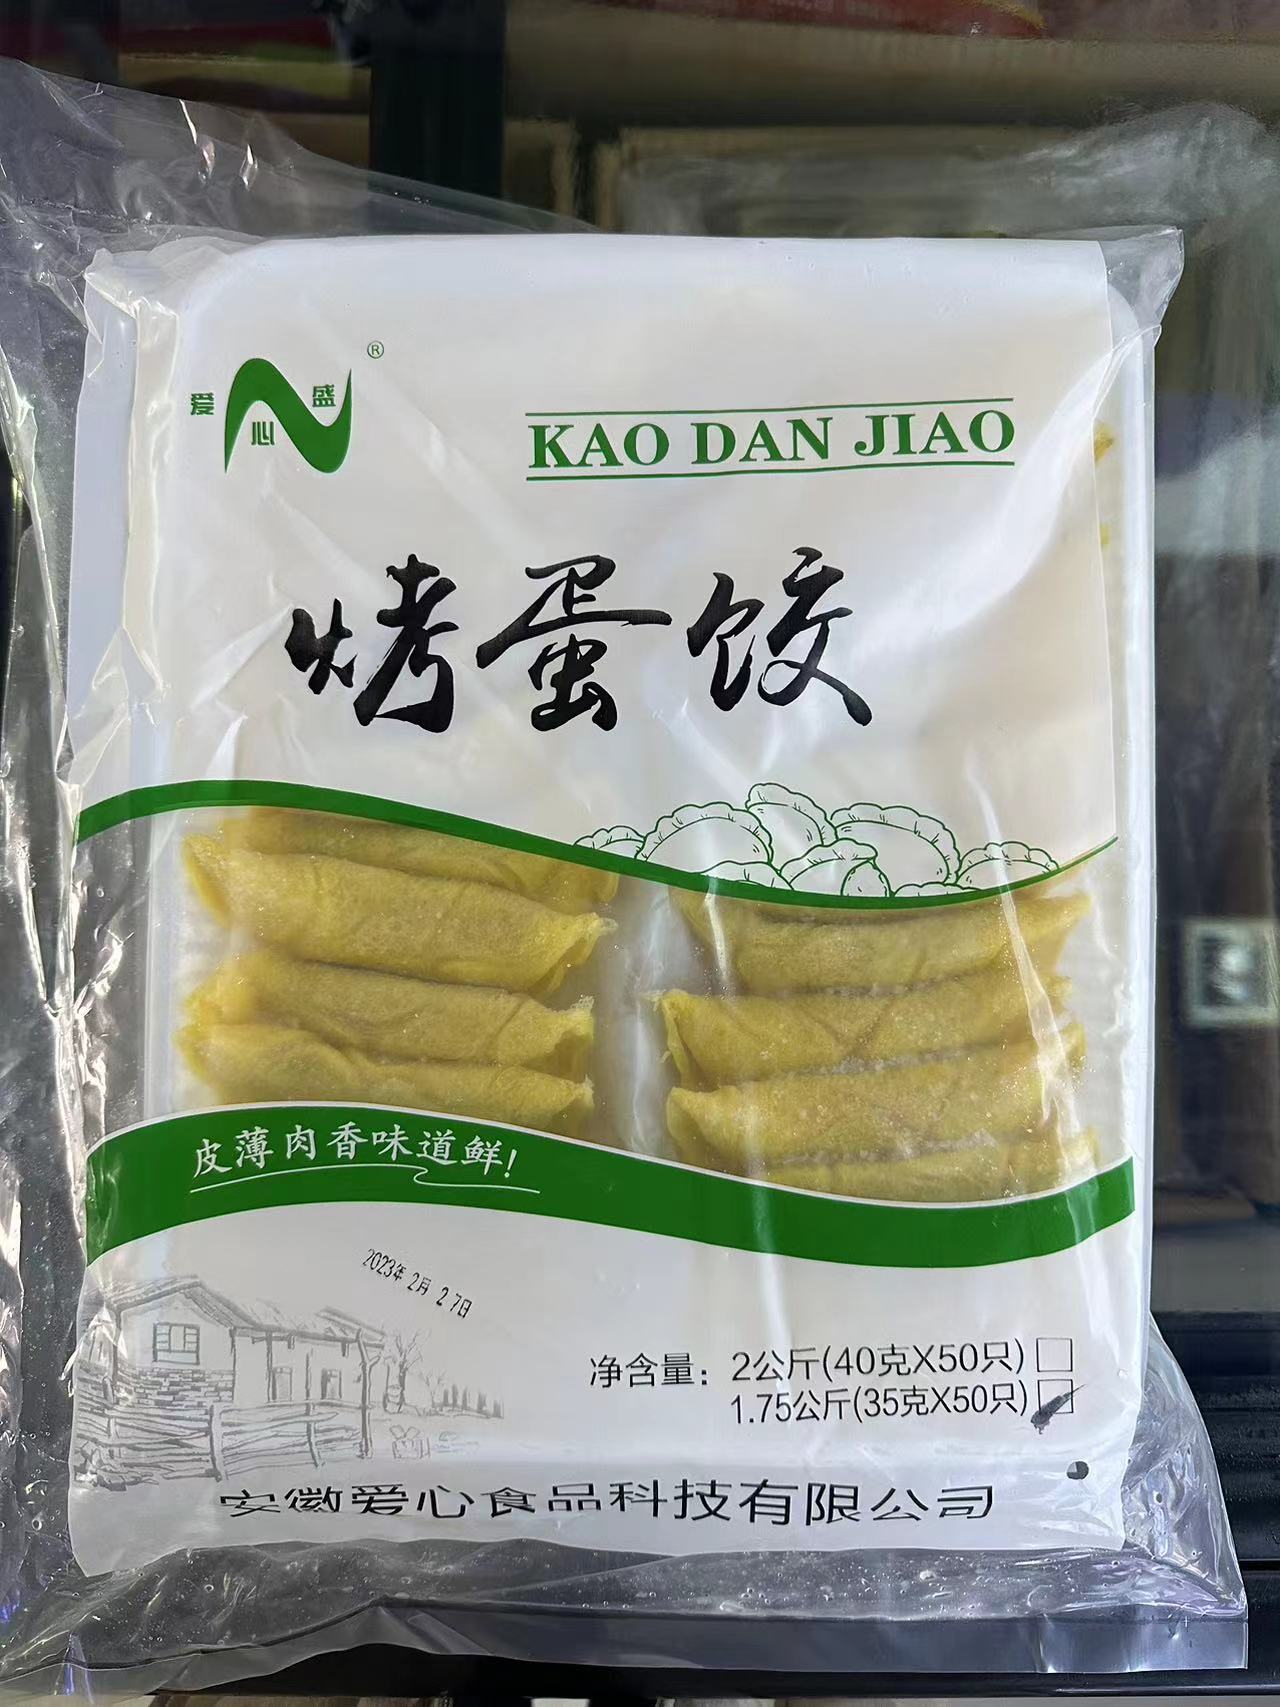 爱心盛®
KAO DAN JIAO
烤蛋饺
皮薄肉香味道鲜!
2023年 2月 27日
净含量：2公斤(40克X50只)
1.75公斤(35克X50只)
安徽爱心食品科技有限公司